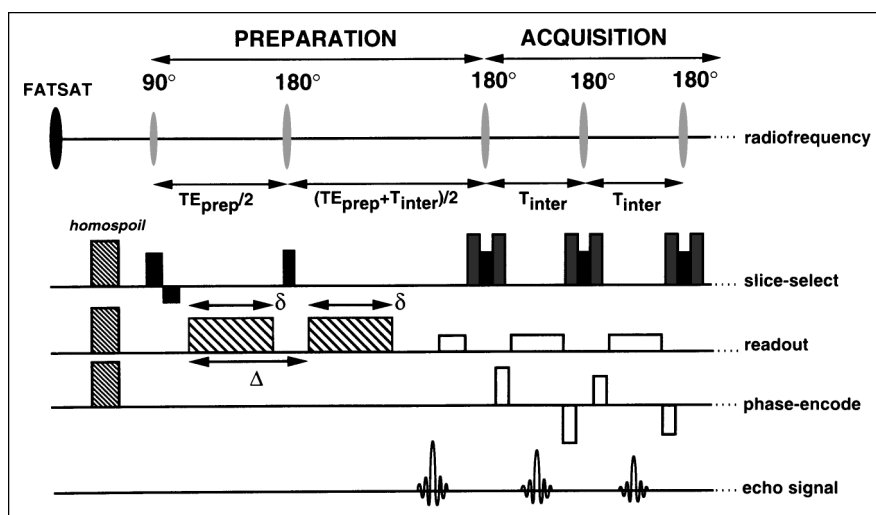 PREPARATION ACQUISITION
FATSAT 90° 180° 180° 180° 180°
radiofrequency
TEprep/2 (TEprep+Tinter)/2 Tinter Tinter
homospoil
slice-select
δ δ
readout
Δ
phase-encode
echo signal